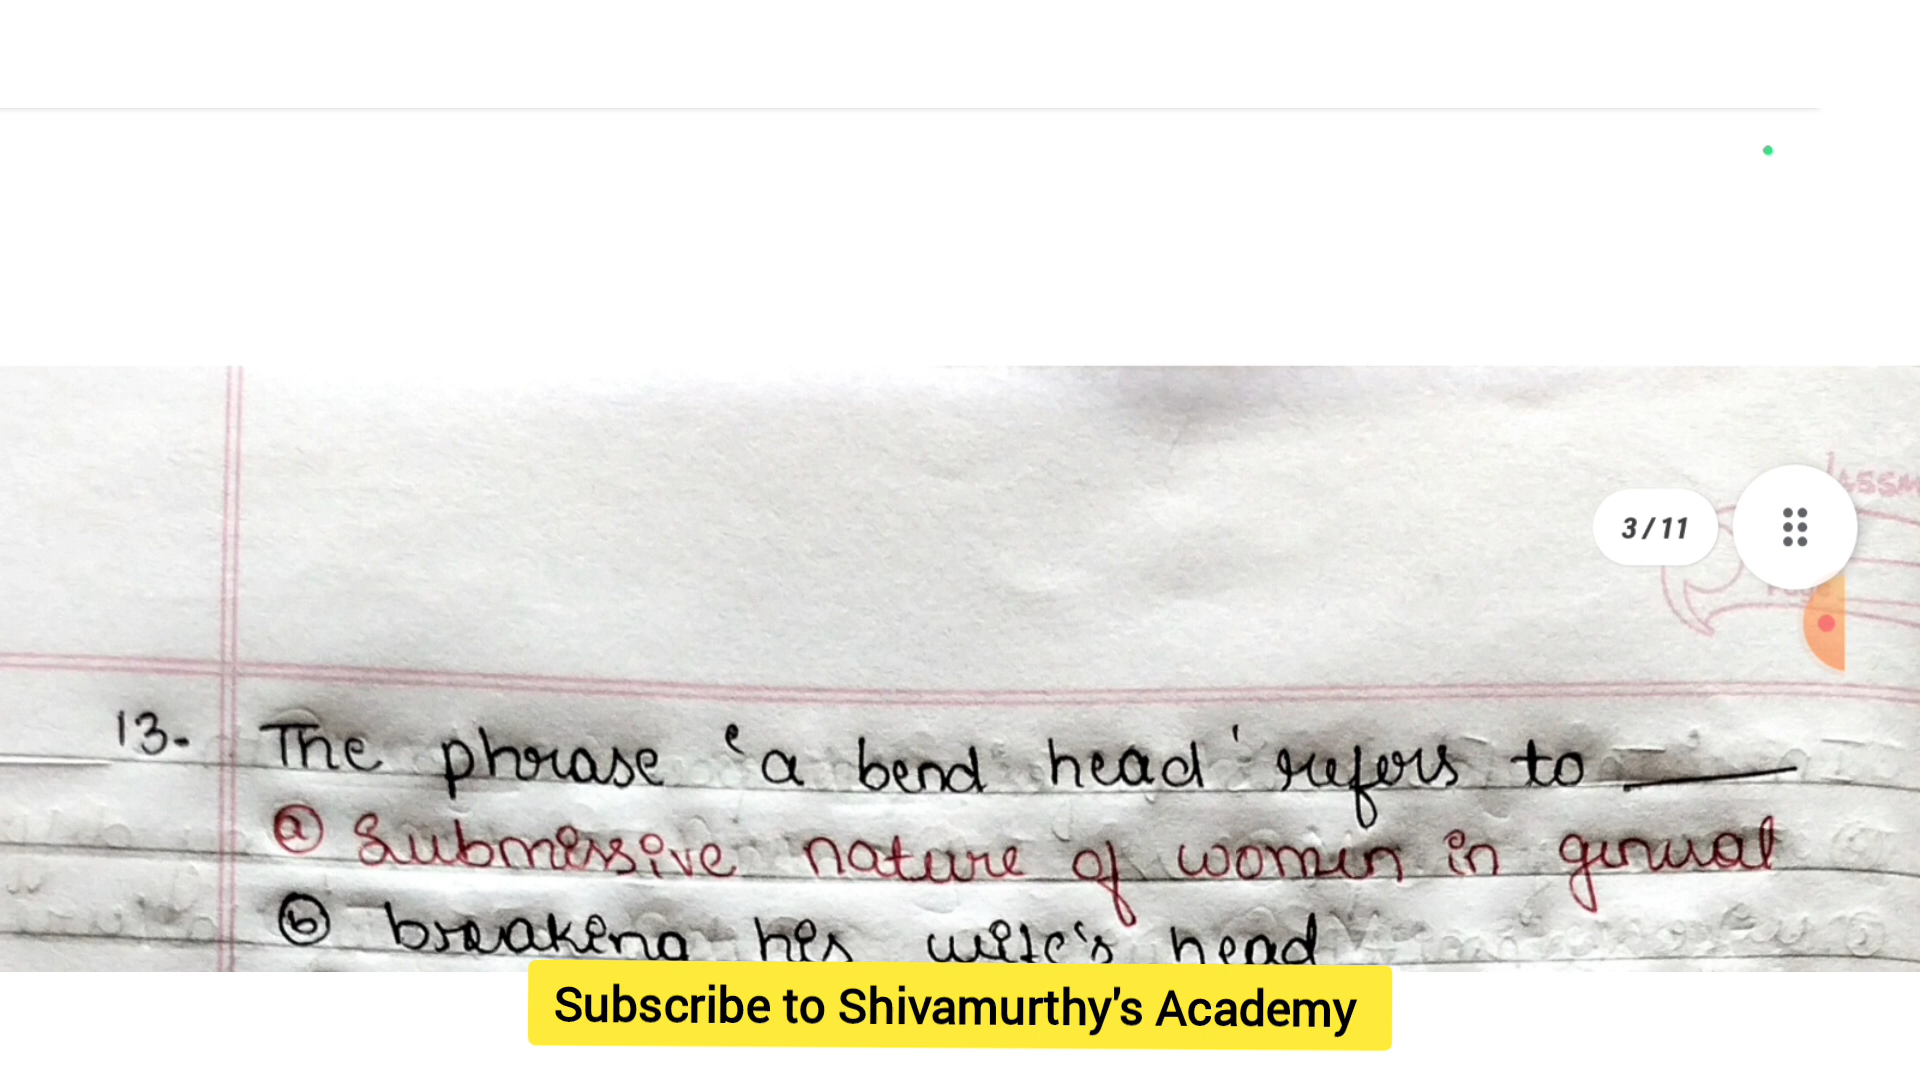 3/11
13. The phrase 'a bend head' refers to ____
ⓐ Submissive nature of women in general
ⓑ breaking his wife's head
Subscribe to Shivamurthy's Academy